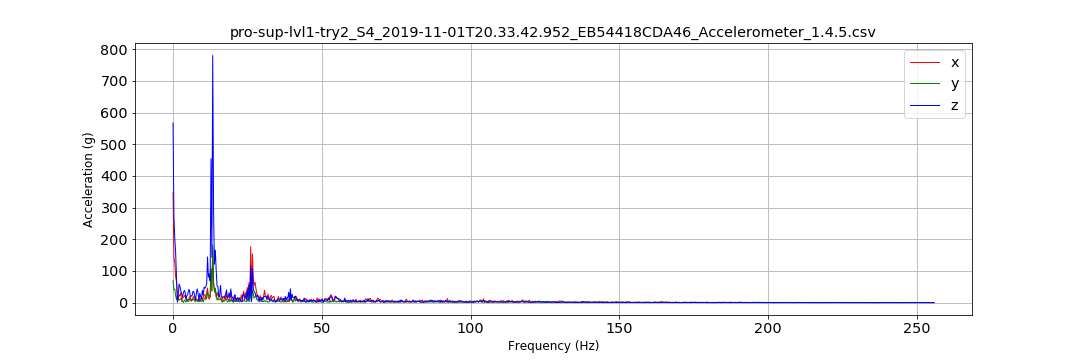 pro-sup-lvl1-try2_S4_2019-11-01T20.33.42.952_EB54418CDA46_Accelerometer_1.4.5.csv
800
700
600
500
400
300
200
100
0
Acceleration (g)
x
y
z
0 50 100 150 200 250
Frequency (Hz)